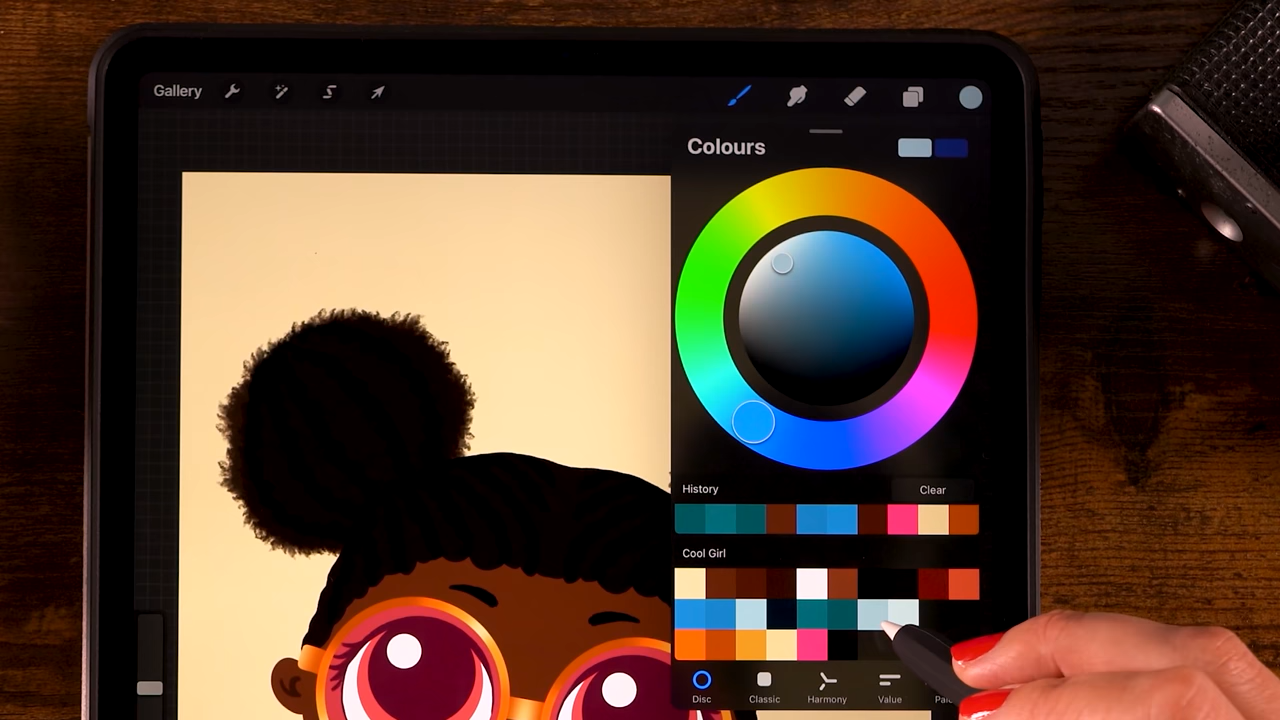 Gallery
Colours
History
Clear
Cool Girl
Disc
Classic
Harmony
Value